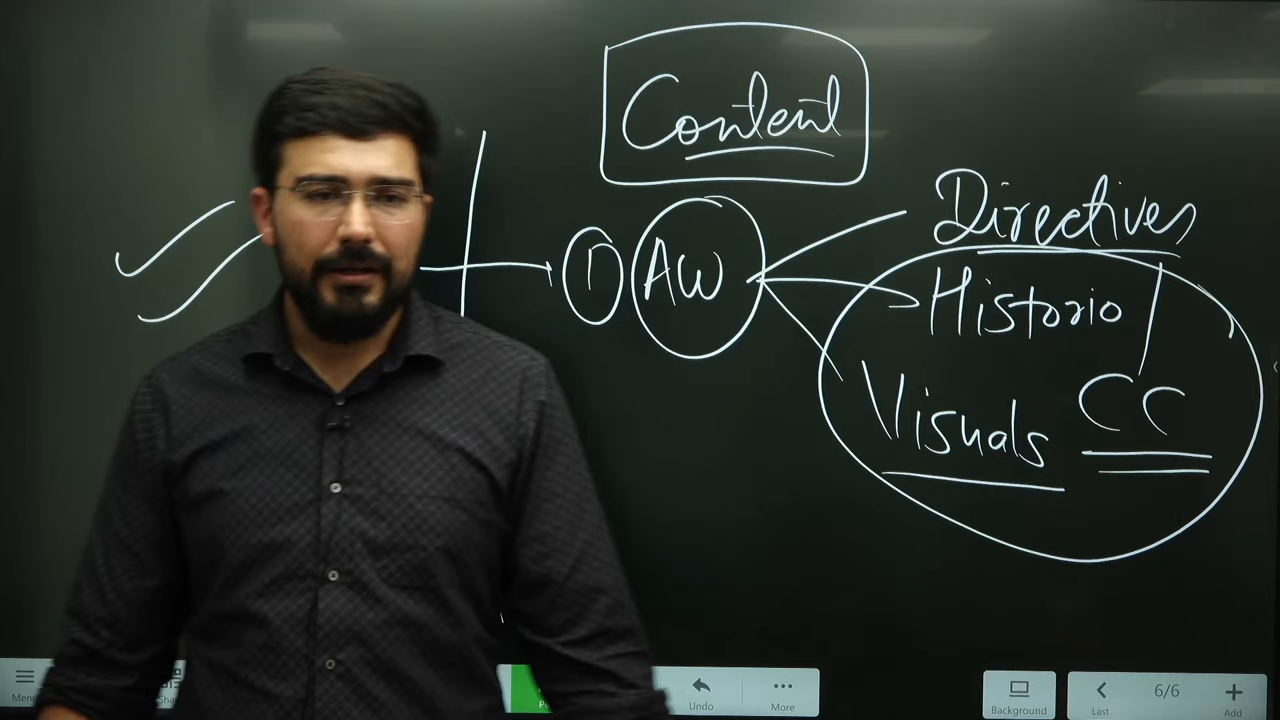 Content
① AW
Directives
Historio
Visuals CC
Menu
Undo
More
Background
Last
6/6
Add